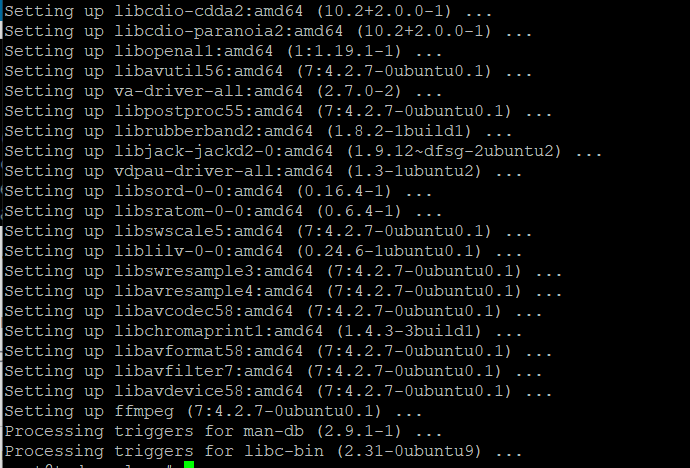 Setting up libcdio-cdda2:amd64 (10.2+2.0.0-1) ...
Setting up libcdio-paranoia2:amd64 (10.2+2.0.0-1) ...
Setting up libopenal1:amd64 (1:1.19.1-1) ...
Setting up libavutil56:amd64 (7:4.2.7-0ubuntu0.1) ...
Setting up va-driver-all:amd64 (2.7.0-2) ...
Setting up libpostproc55:amd64 (7:4.2.7-0ubuntu0.1) ...
Setting up librubberband2:amd64 (1.8.2-1build1) ...
Setting up libjack-jackd2-0:amd64 (1.9.12~dfsg-2ubuntu2) ...
Setting up vdpau-driver-all:amd64 (1.3-1ubuntu2) ...
Setting up libsord-0-0:amd64 (0.16.4-1) ...
Setting up libsratom-0-0:amd64 (0.6.4-1) ...
Setting up libswscale5:amd64 (7:4.2.7-0ubuntu0.1) ...
Setting up liblilv-0-0:amd64 (0.24.6-1ubuntu0.1) ...
Setting up libswresample3:amd64 (7:4.2.7-0ubuntu0.1) ...
Setting up libavresample4:amd64 (7:4.2.7-0ubuntu0.1) ...
Setting up libavcodec58:amd64 (7:4.2.7-0ubuntu0.1) ...
Setting up libchromaprint1:amd64 (1.4.3-3build1) ...
Setting up libavformat58:amd64 (7:4.2.7-0ubuntu0.1) ...
Setting up libavfilter7:amd64 (7:4.2.7-0ubuntu0.1) ...
Setting up libavdevice58:amd64 (7:4.2.7-0ubuntu0.1) ...
Setting up ffmpeg (7:4.2.7-0ubuntu0.1) ...
Processing triggers for man-db (2.9.1-1) ...
Processing triggers for libc-bin (2.31-0ubuntu9) ...